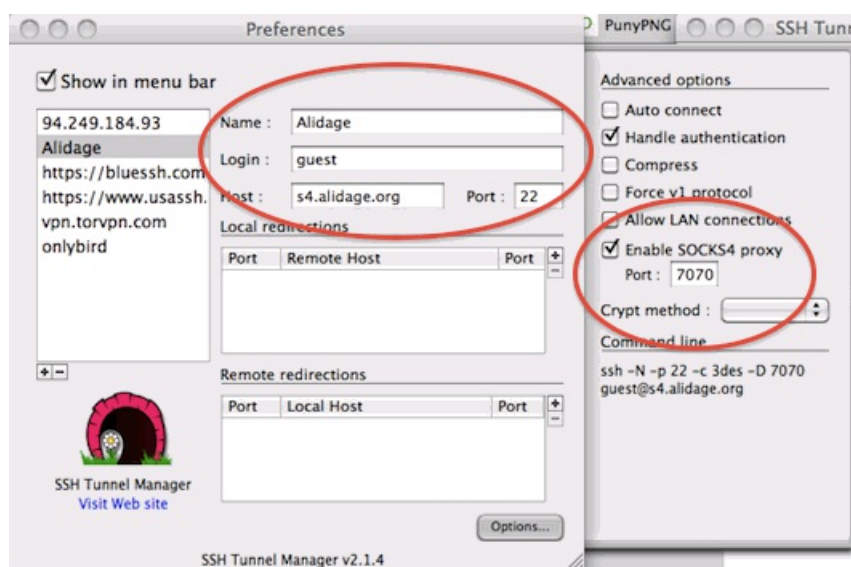 Preferences
Show in menu bar
94.249.184.93
Alidage
https://bluessh.com
https://www.usassh.
vpn.torvpn.com
onlybird
Name : Alidage
Login : guest
Host : s4.alidage.org Port : 22
Local redirections
Port Remote Host Port
Remote redirections
Port Local Host Port
SSH Tunnel Manager
Visit Web site
Options...
SSH Tunnel Manager v2.1.4
PunyPNG
SSH Tun
Advanced options
Auto connect
Handle authentication
Compress
Force v1 protocol
Allow LAN connections
Enable SOCKS4 proxy
Port : 7070
Crypt method :
Command line
ssh -N -p 22 -c 3des -D 7070
guest@s4.alidage.org